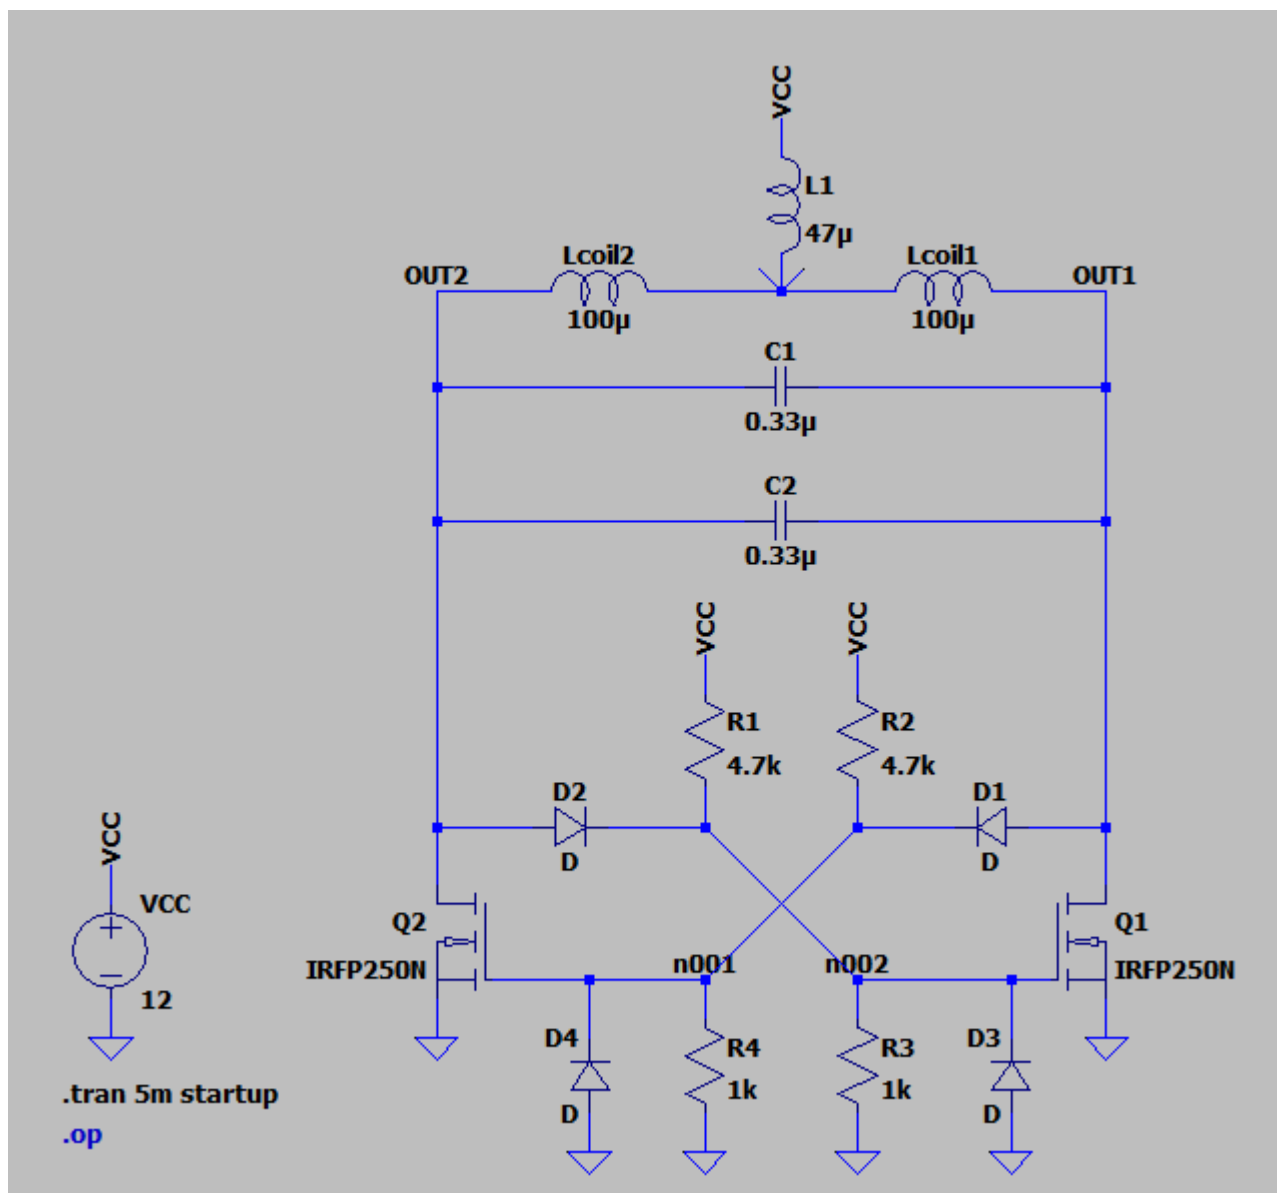 VCC
L1
47µ
Lcoil2
Lcoil1
OUT2
OUT1
100µ
100µ
C1
0.33µ
C2
0.33µ
VCC
VCC
R1
R2
4.7k
4.7k
D2
D1
D
D
VCC
VCC
12
Q2
Q1
IRFP250N
IRFP250N
n001
n002
D4
R4
R3
D3
1k
1k
D
D
.tran 5m startup
.op